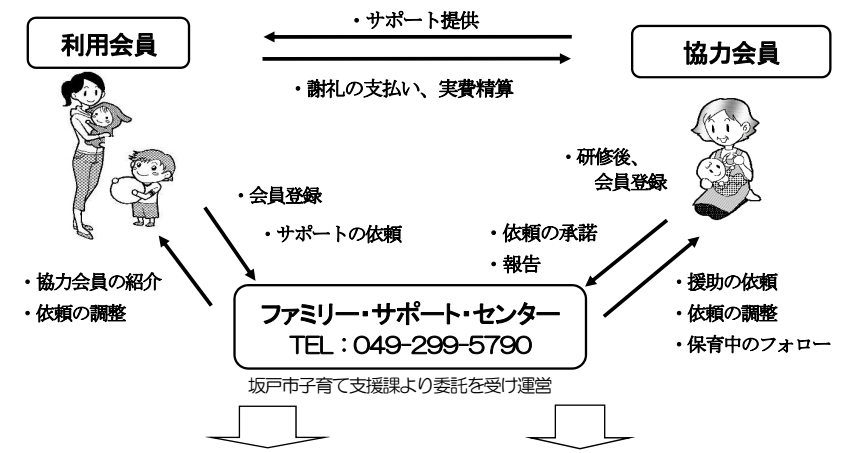 ・サポート提供
利用会員
協力会員
・謝礼の支払い、実費精算
・研修後、
会員登録
・会員登録
・サポートの依頼
・依頼の承諾
・報告
・協力会員の紹介
・依頼の調整
・援助の依頼
・依頼の調整
・保育中のフォロー
ファミリー・サポート・センター
TEL：049-299-5790
坂戸市子育て支援課より委託を受け運営